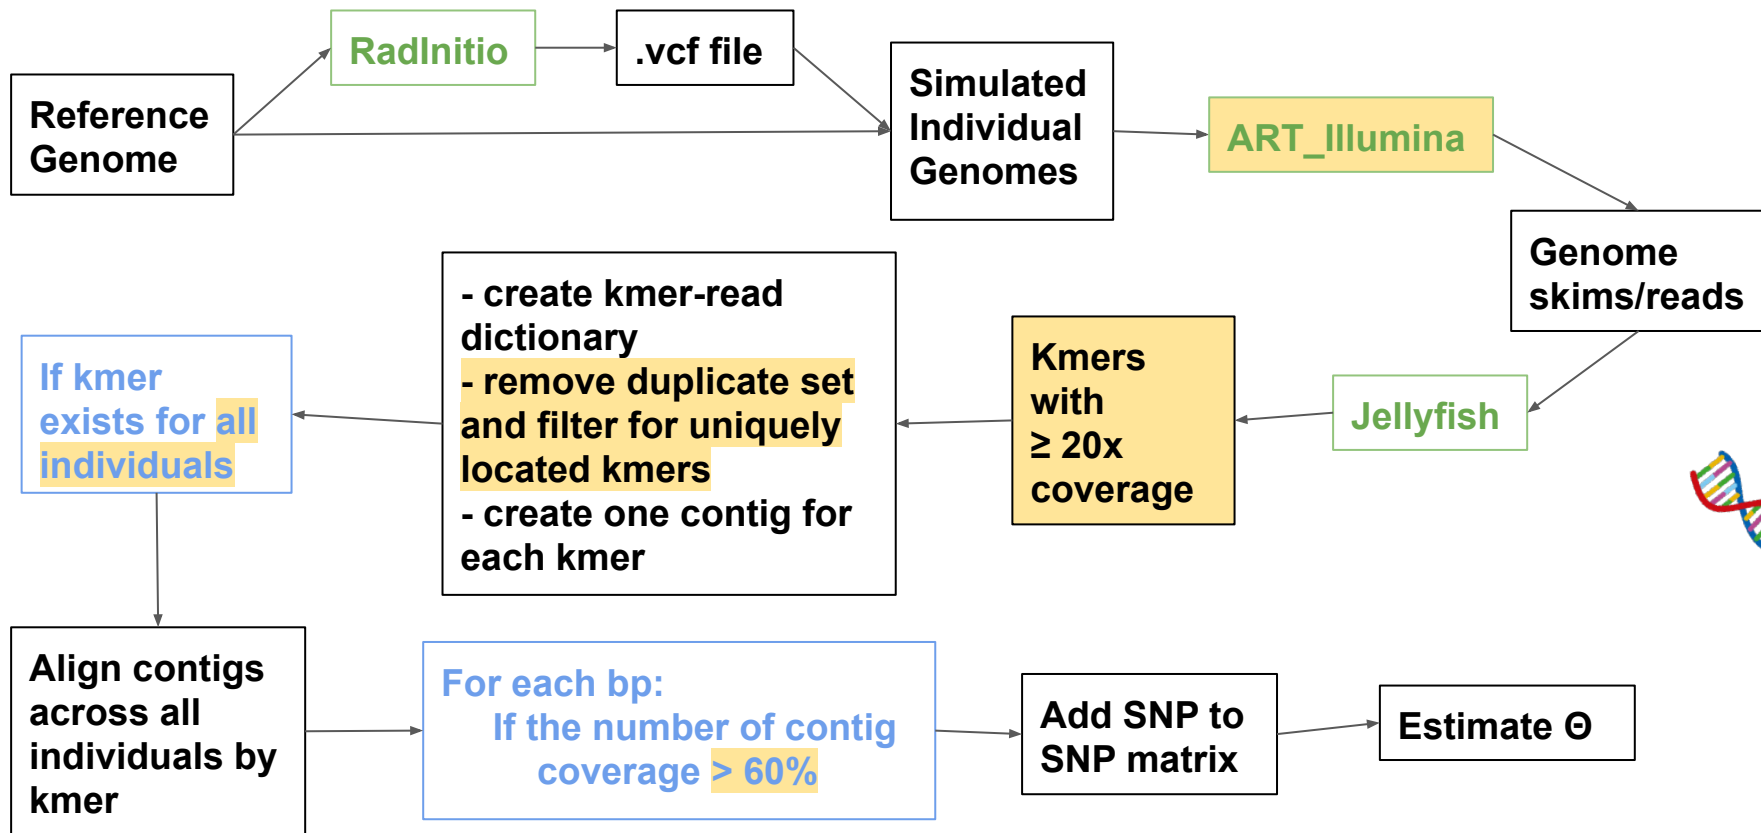 Reference
Genome
RadInitio
.vcf file
Simulated
Individual
Genomes
ART_Illumina
Genome
skims/reads
Jellyfish
Kmers
with
≥ 20x
coverage
- create kmer-read
dictionary
- remove duplicate set
and filter for uniquely
located kmers
- create one contig for
each kmer
If kmer
exists for all
individuals
Align contigs
across all
individuals by
kmer
For each bp:
If the number of contig
coverage > 60%
Add SNP to
SNP matrix
Estimate Θ